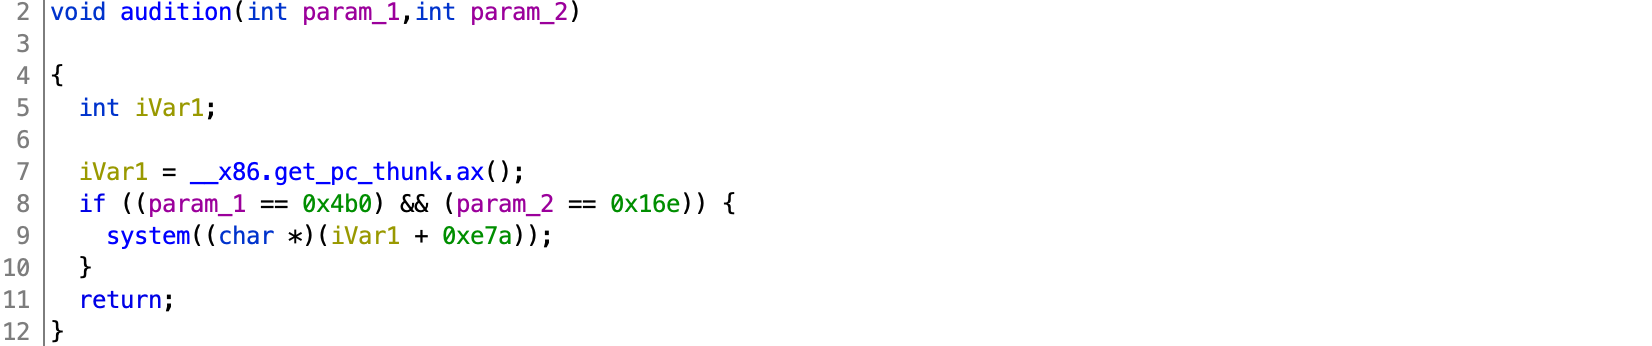 2 void audition(int param_1,int param_2)
3
4 {
5   int iVar1;
6
7   iVar1 = __x86.get_pc_thunk.ax();
8   if ((param_1 == 0x4b0) && (param_2 == 0x16e)) {
9     system((char *)(iVar1 + 0xe7a));
10   }
11   return;
12 }